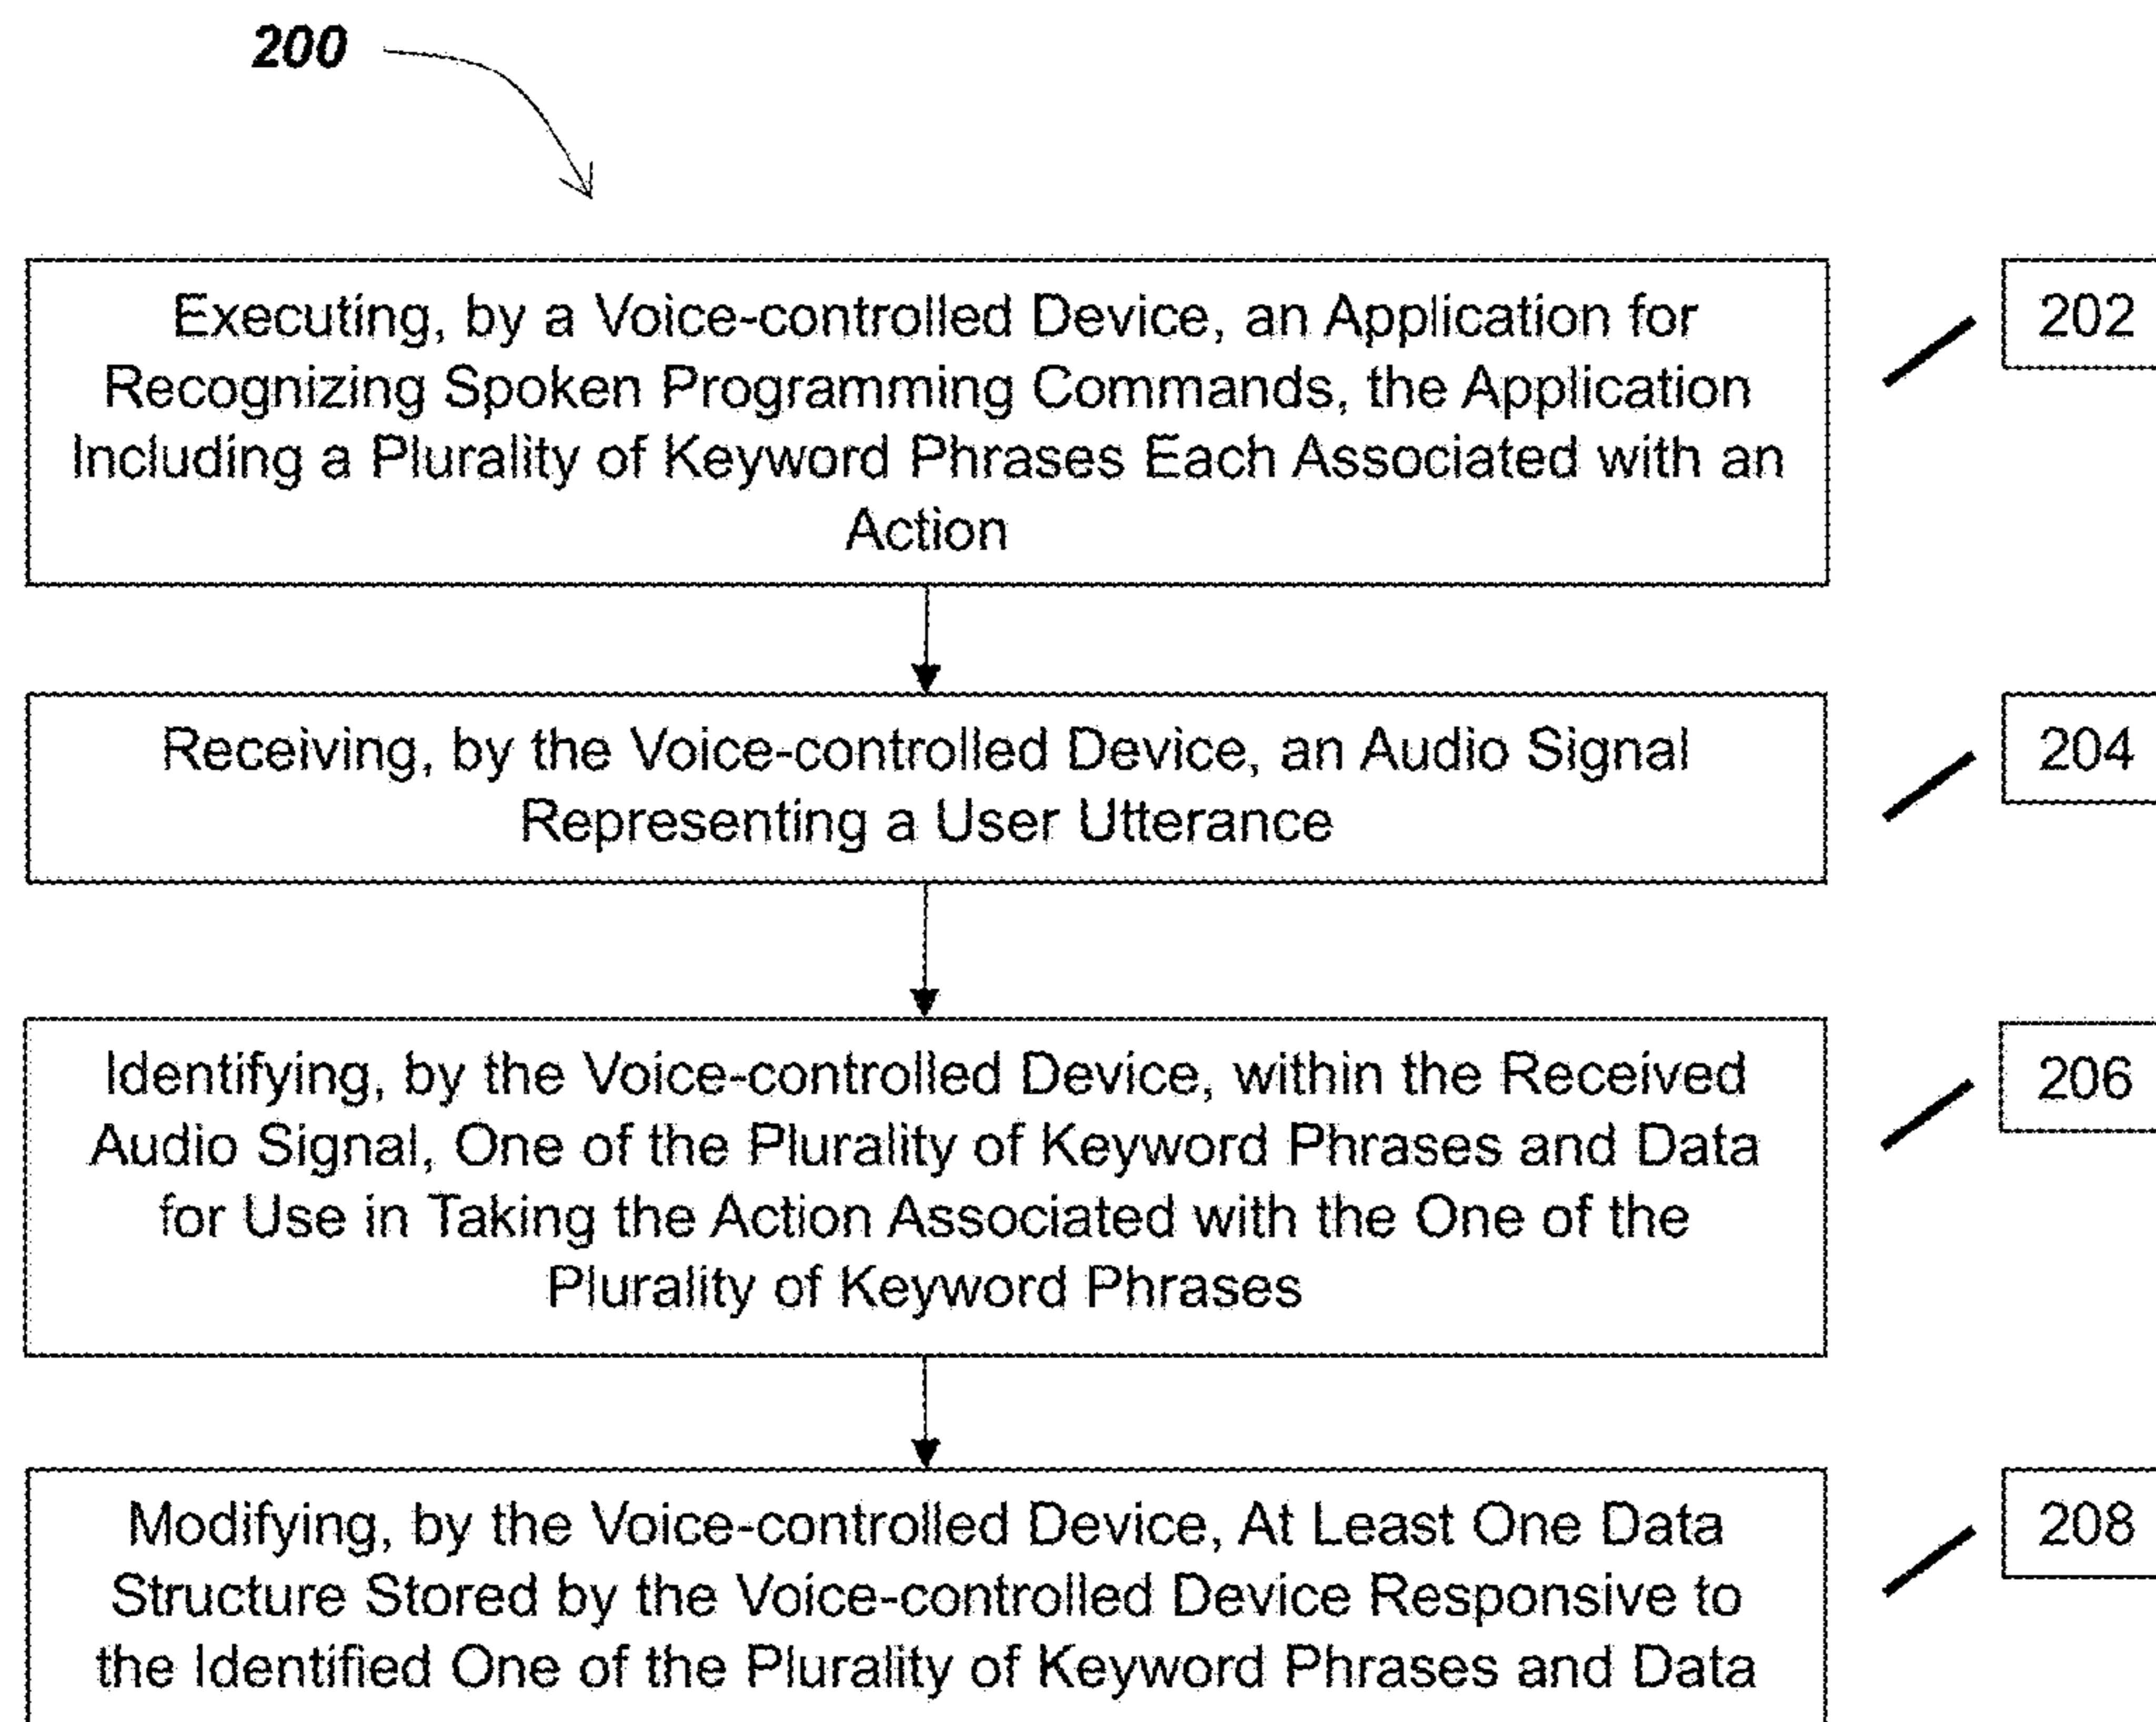 200
Executing, by a Voice-controlled Device, an Application for
Recognizing Spoken Programming Commands, the Application
Including a Plurality of Keyword Phrases Each Associated with an
Action
202
Receiving, by the Voice-controlled Device, an Audio Signal
Representing a User Utterance
204
Identifying, by the Voice-controlled Device, within the Received
Audio Signal, One of the Plurality of Keyword Phrases and Data
for Use in Taking the Action Associated with the One of the
Plurality of Keyword Phrases
206
Modifying, by the Voice-controlled Device, At Least One Data
Structure Stored by the Voice-controlled Device Responsive to
the Identified One of the Plurality of Keyword Phrases and Data
208